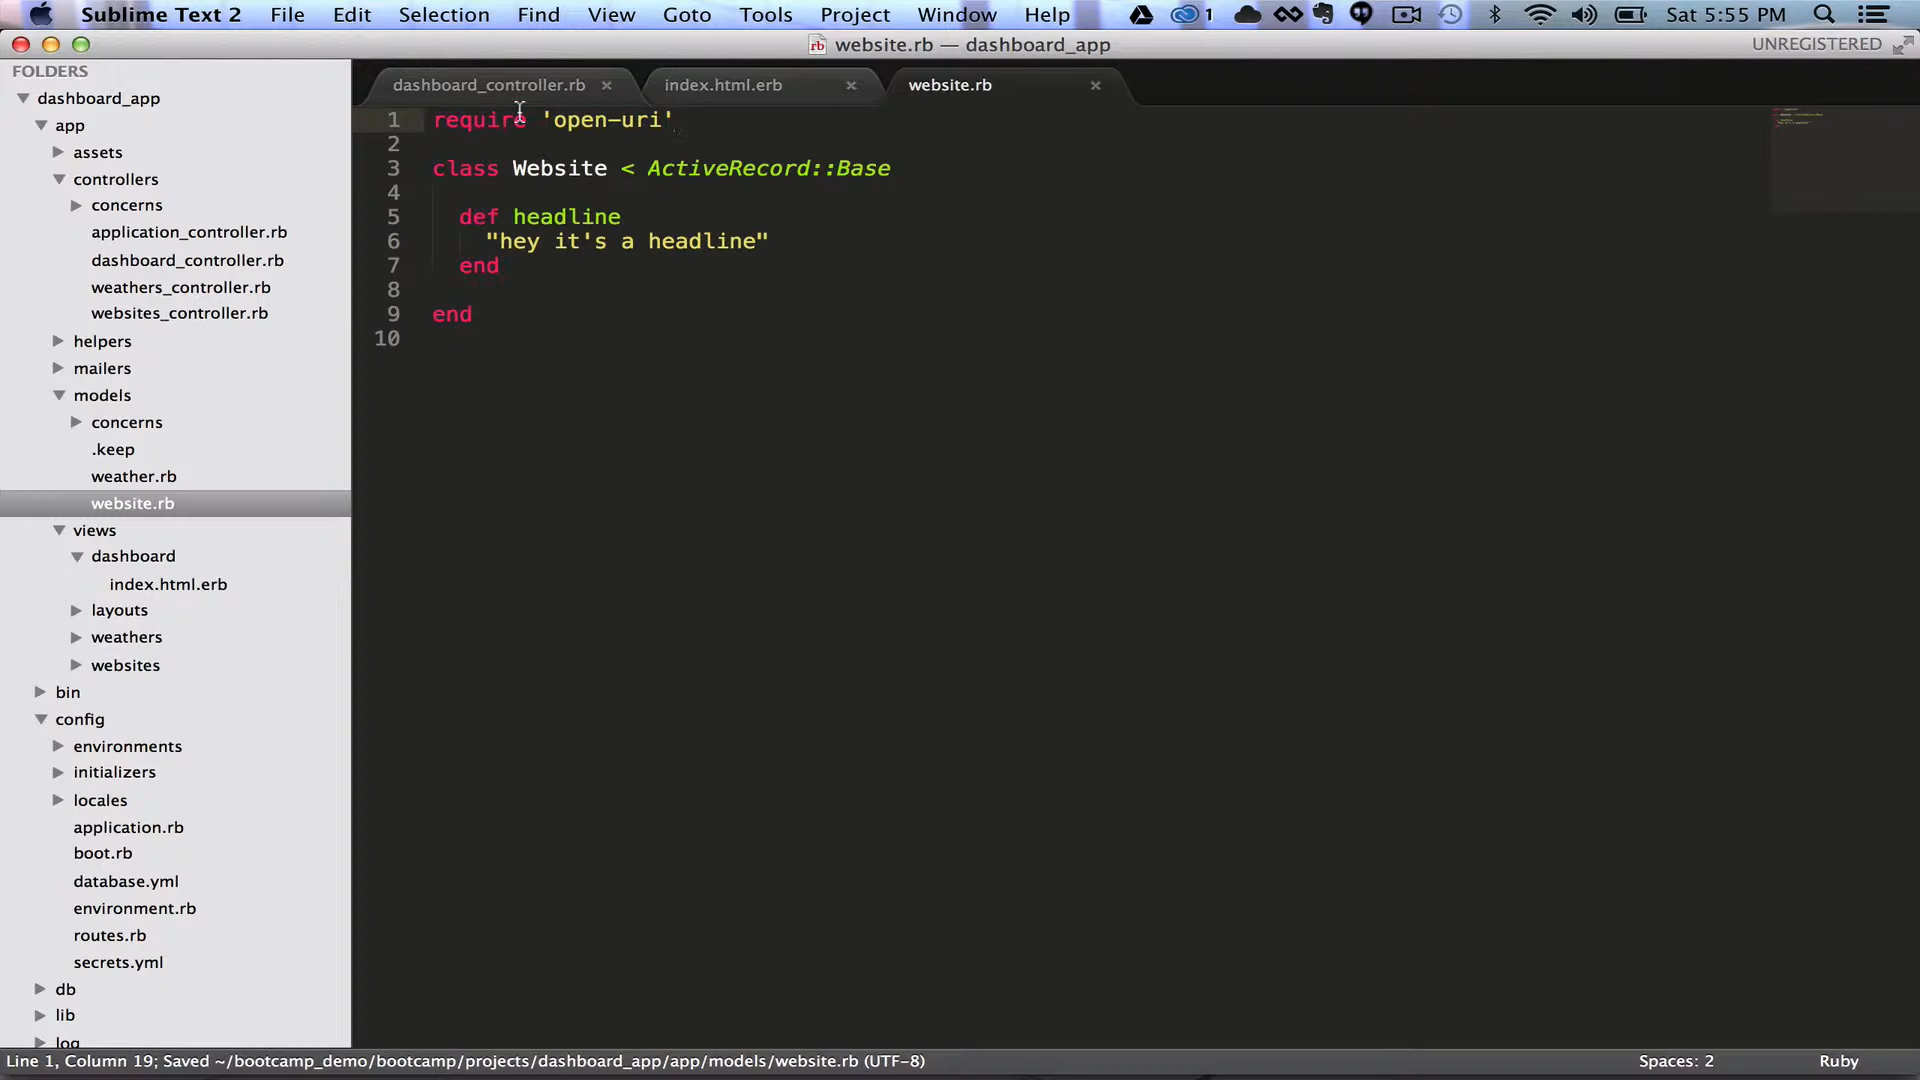 Sublime Text 2 File Edit Selection Find View Goto Tools Project Window Help 1 Sat 5:55 PM
rb website.rb — dashboard_app UNREGISTERED
FOLDERS
dashboard_app
app
assets
controllers
concerns
application_controller.rb
dashboard_controller.rb
weathers_controller.rb
websites_controller.rb
helpers
mailers
models
concerns
.keep
weather.rb
website.rb
views
dashboard
index.html.erb
layouts
weathers
websites
bin
config
environments
initializers
locales
application.rb
boot.rb
database.yml
environment.rb
routes.rb
secrets.yml
db
lib
log
dashboard_controller.rb × index.html.erb × website.rb ×
1 require 'open-uri'
2
3 class Website < ActiveRecord::Base
4
5 def headline
6 "hey it's a headline"
7 end
8
9 end
10
Line 1, Column 19; Saved ~/bootcamp_demo/bootcamp/projects/dashboard_app/app/models/website.rb (UTF-8) Spaces: 2 Ruby